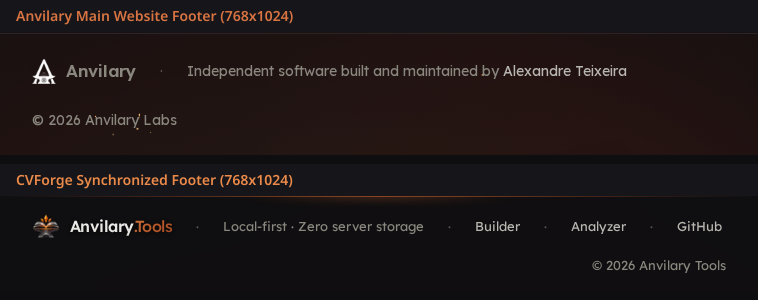 Anvilary Main Website Footer (768x1024)
Anvilary · Independent software built and maintained by Alexandre Teixeira
© 2026 Anvilary Labs
CVForge Synchronized Footer (768x1024)
Anvilary.Tools · Local-first · Zero server storage · Builder · Analyzer · GitHub
© 2026 Anvilary Tools